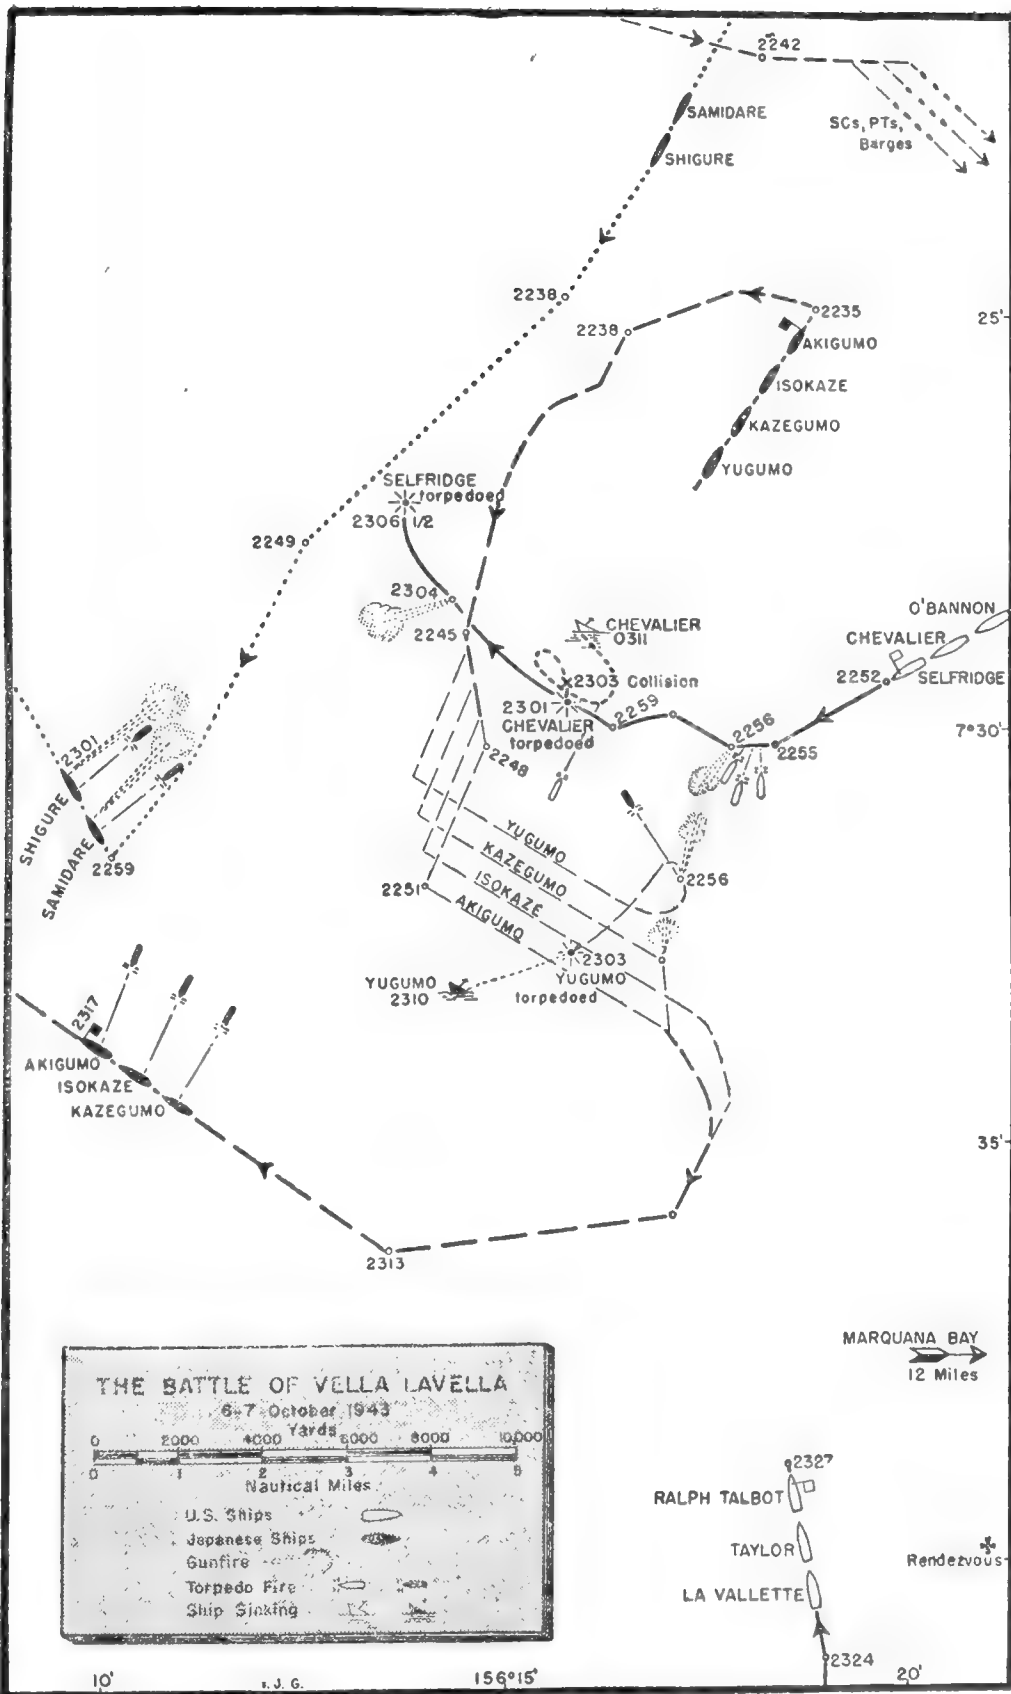 2242
SAMIDARE
SHIGURE
SCs, PTs,
Barges
2238
2238
2235
25'
AKIGUMO
ISOKAZE
KAZEGUMO
YUGUMO
SELFRIDGE
torpedoed
2306 1/2
2249
2304
2245
CHEVALIER
0311
O'BANNON
CHEVALIER
2252
SELFRIDGE
2303 Collision
2301
CHEVALIER
torpedoed
2259
2256
2255
7°30'
2248
2301
SHIGURE
SAMIDARE
2259
YUGUMO
KAZEGUMO
ISOKAZE
AKIGUMO
2251
2256
2303
YUGUMO
torpedoed
YUGUMO
2310
2317
AKIGUMO
ISOKAZE
KAZEGUMO
35'
2313
MARQUANA BAY
12 Miles
THE BATTLE OF VELLA LAVELLA
6-7 October 1943
Yards
0 2000 4000 6000 8000 10,000
0 1 2 3 4 5
Nautical Miles
U.S. Ships
Japanese Ships
Gunfire
Torpedo Fire
Ship Sinking
2327
RALPH TALBOT
TAYLOR
LA VALLETTE
Rendezvous
2324
10'
J. G.
156°15'
20'